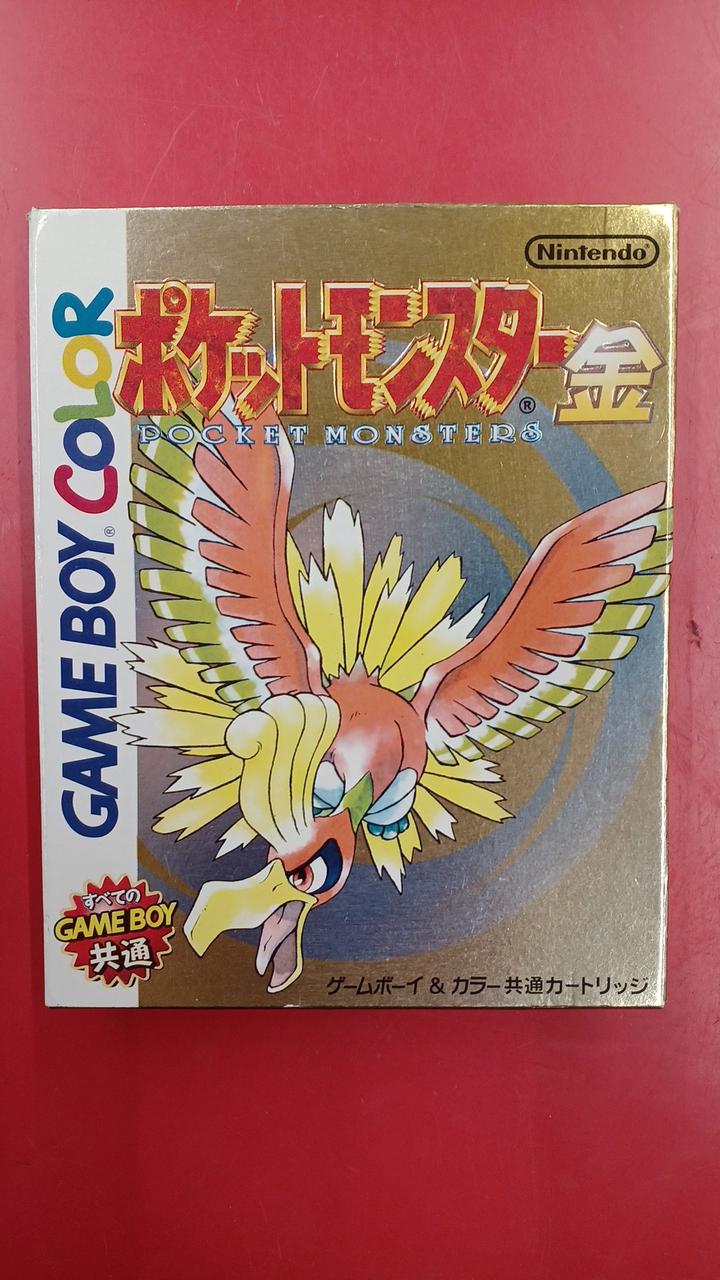 Nintendo®
ポケットモンスター®
金
POCKET MONSTERS
GAME BOY® COLOR
すべての
GAME BOY
共通
ゲームボーイ & カラー共通カートリッジ